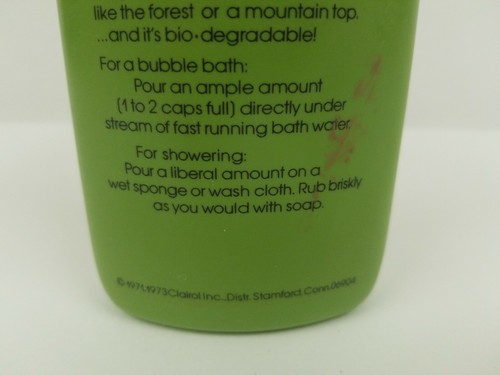 like the forest or a mountain top.
...and it's bio•degradable!
For a bubble bath:
Pour an ample amount
(1 to 2 caps full) directly under
stream of fast running bath water.
For showering:
Pour a liberal amount on a
wet sponge or wash cloth. Rub briskly
as you would with soap.
©1971,1973 Clairol Inc., Distr. Stamford, Conn. 06904